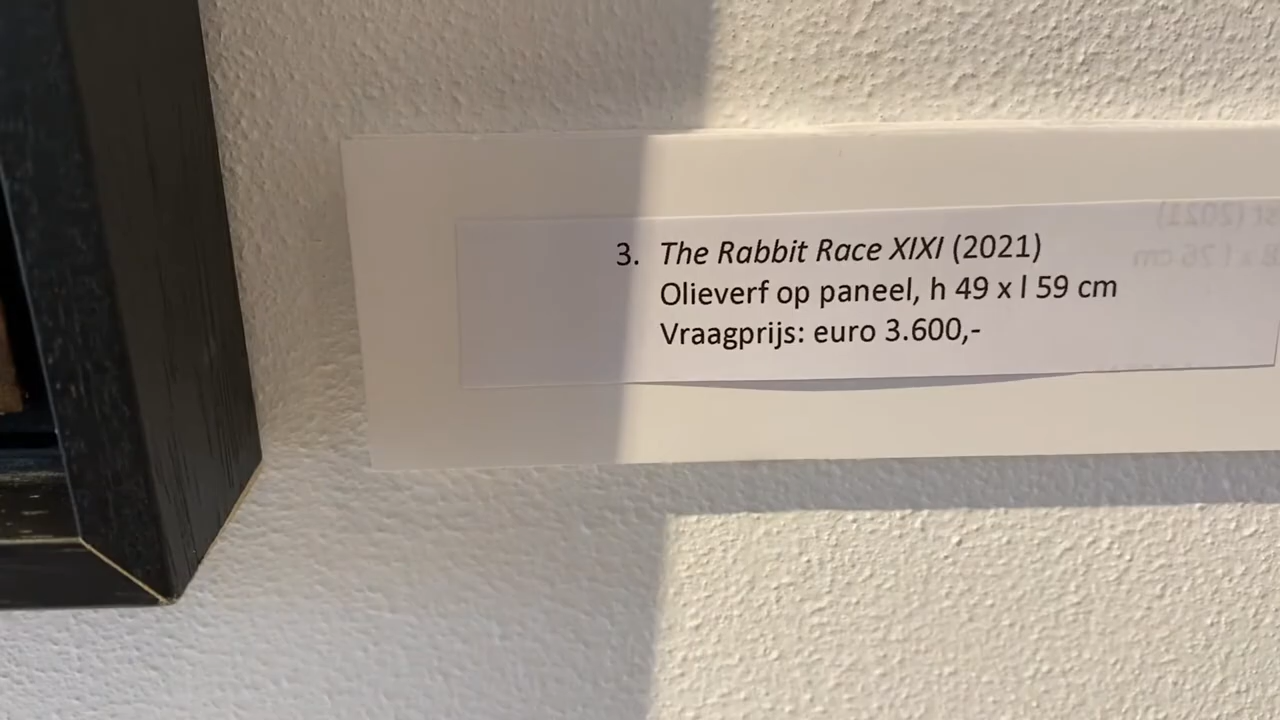 3. The Rabbit Race XIXI (2021)
Olieverf op paneel, h 49 x l 59 cm
Vraagprijs: euro 3.600,-